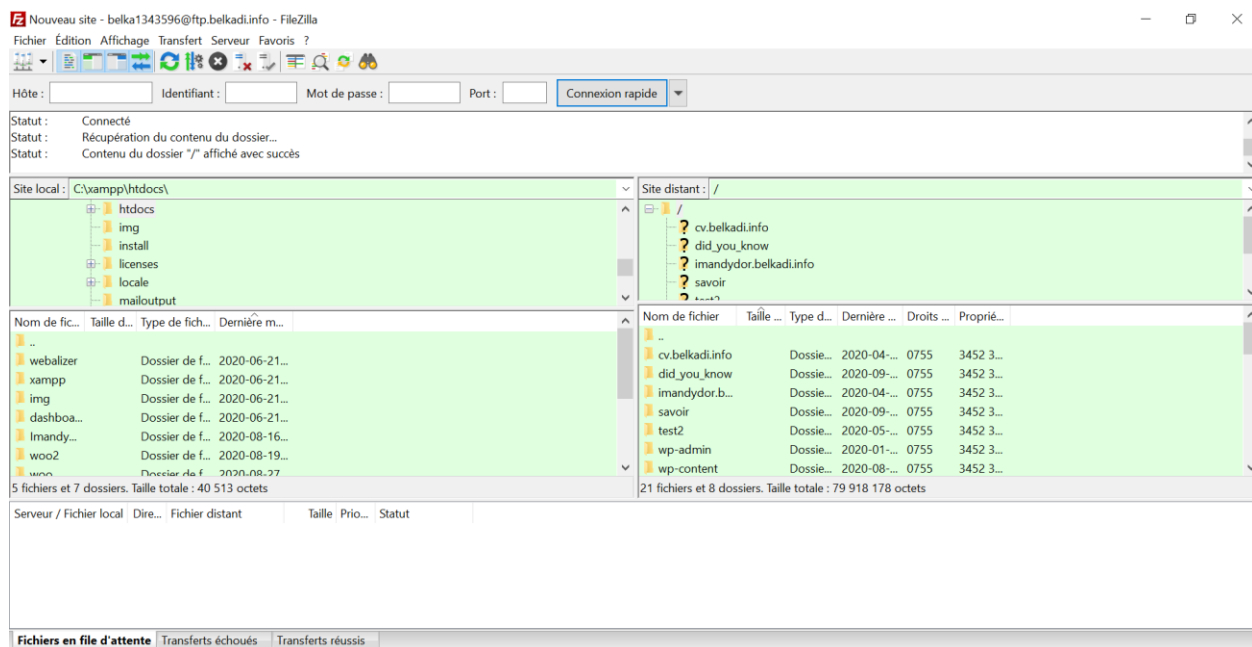 Nouveau site - belka1343596@ftp.belkadi.info - FileZilla
Fichier Édition Affichage Transfert Serveur Favoris ?
Hôte : Identifiant : Mot de passe : Port : Connexion rapide
Statut : Connecté
Statut : Récupération du contenu du dossier...
Statut : Contenu du dossier "/" affiché avec succès
Site local : C:\xampp\htdocs\
htdocs
img
install
licenses
locale
mailoutput
Nom de fic... Taille d... Type de fich... Dernière m...
..
webalizer Dossier de f... 2020-06-21...
xampp Dossier de f... 2020-06-21...
img Dossier de f... 2020-06-21...
dashboa... Dossier de f... 2020-06-21...
Imandy... Dossier de f... 2020-08-16...
woo2 Dossier de f... 2020-08-19...
woo Dossier de f... 2020-08-27
5 fichiers et 7 dossiers. Taille totale : 40 513 octets
Site distant : /
/
? cv.belkadi.info
? did_you_know
? imandydor.belkadi.info
? savoir
? test2
Nom de fichier Taille ... Type d... Dernière ... Droits ... Proprié...
..
cv.belkadi.info Dossie... 2020-04-... 0755 3452 3...
did_you_know Dossie... 2020-09-... 0755 3452 3...
imandydor.b... Dossie... 2020-04-... 0755 3452 3...
savoir Dossie... 2020-09-... 0755 3452 3...
test2 Dossie... 2020-05-... 0755 3452 3...
wp-admin Dossie... 2020-01-... 0755 3452 3...
wp-content Dossie... 2020-08-... 0755 3452 3...
21 fichiers et 8 dossiers. Taille totale : 79 918 178 octets
Serveur / Fichier local Dire... Fichier distant Taille Prio... Statut
Fichiers en file d'attente Transferts échoués Transferts réussis